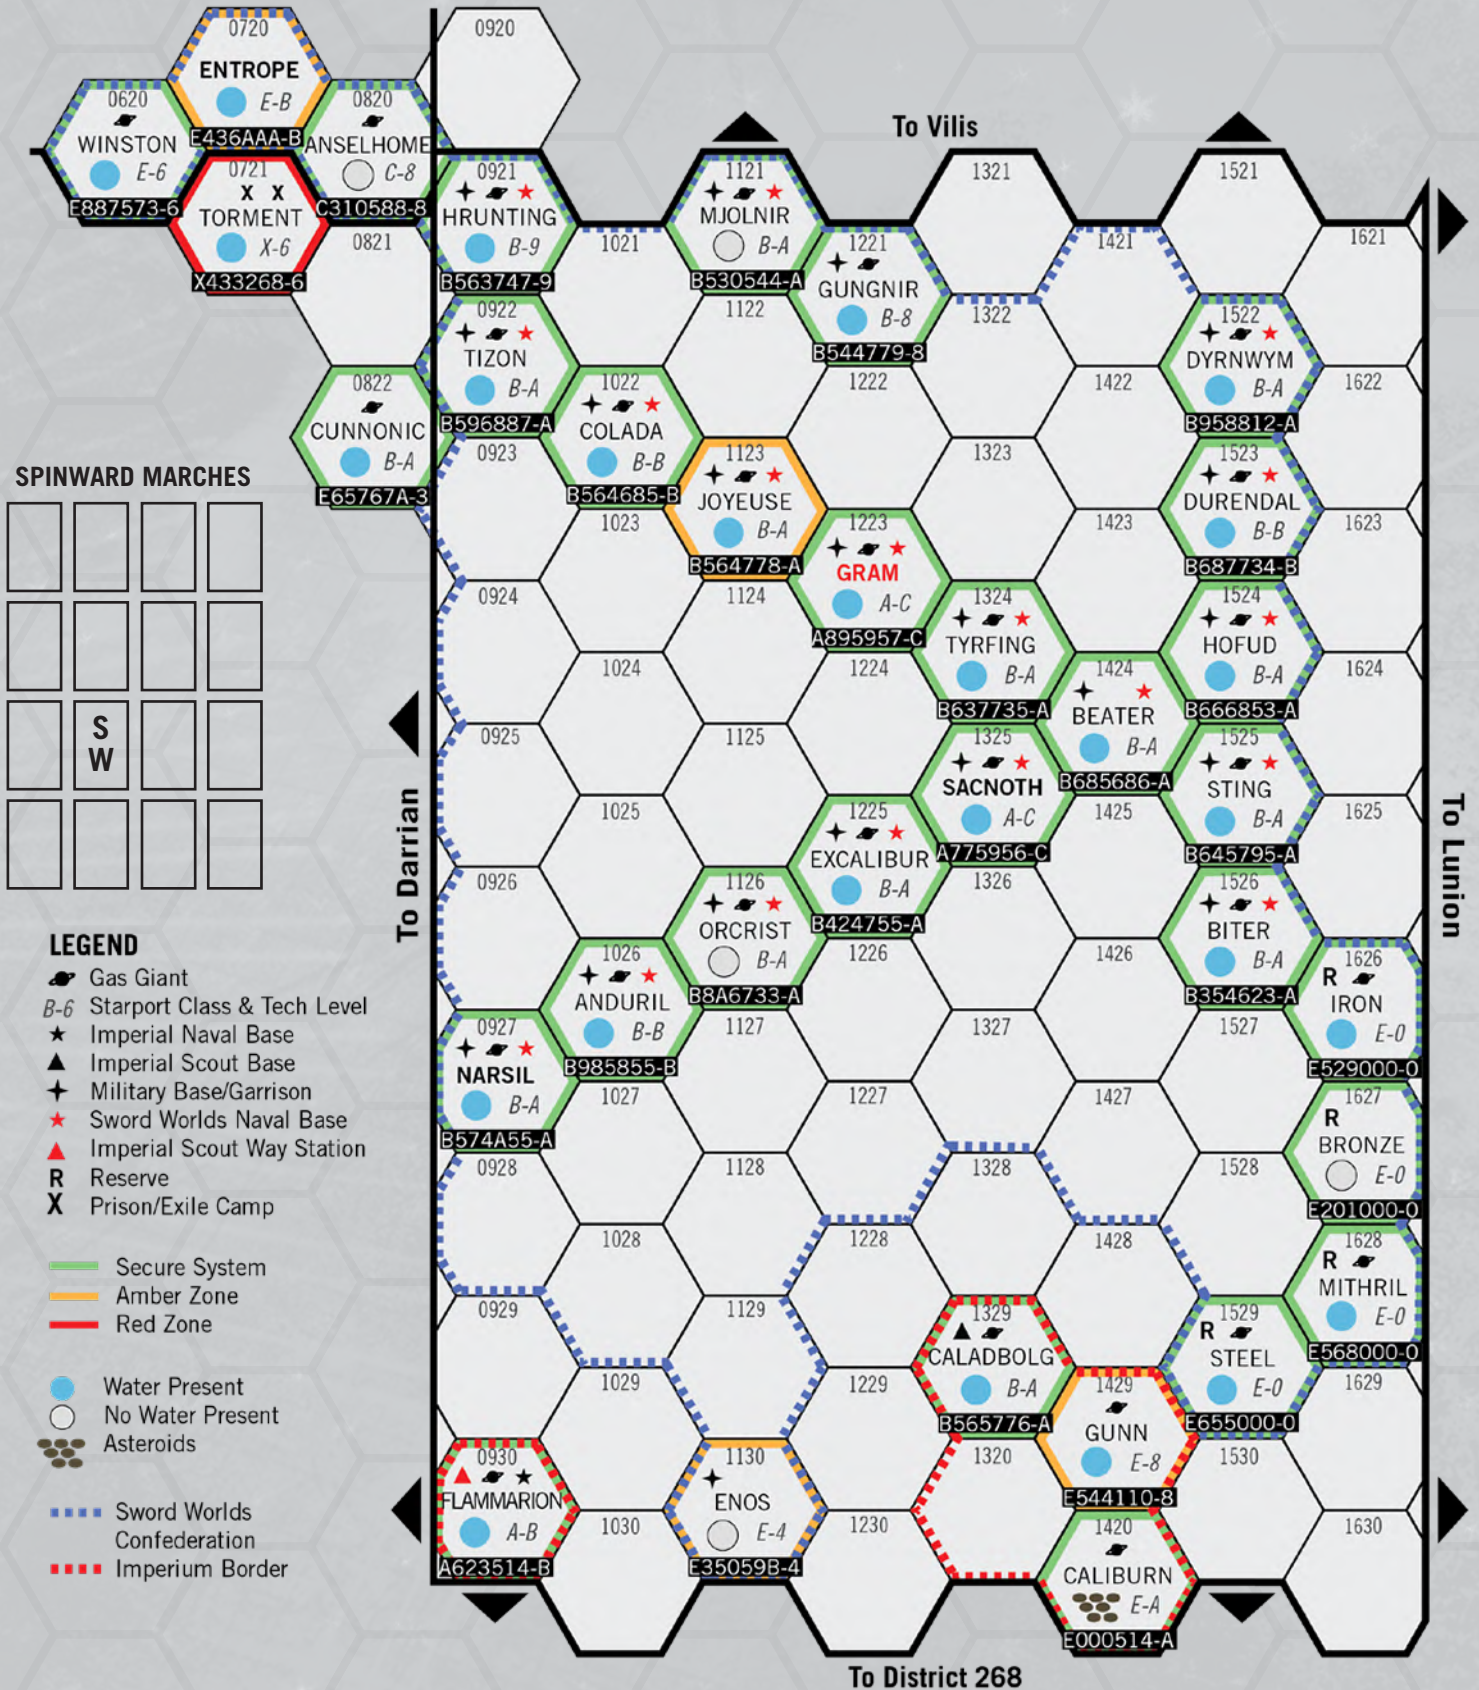 0720
ENTROPE
E-B
E436AAA-B
0620
WINSTON
E-6
E887573-6
0820
ANSELHOME
C-8
C310588-8
0721
X X
TORMENT
X-6
X433268-6
0821
0822
CUNNONIC
B-A
E65767A-3
0920
To Vilis
0921
HRUNTING
B-9
B563747-9
1021
1121
MJOLNIR
B-A
B530544-A
1221
GUNGNIR
B-8
B544779-8
1321
1421
1521
1621
0922
TIZON
B-A
B596887-A
1022
COLADA
B-B
B564685-B
1122
1222
1322
1422
1522
DYRNWYM
B-A
B958812-A
1622
0923
1023
1123
JOYEUSE
B-A
B564778-A
1223
GRAM
A-C
A895957-C
1323
1423
1523
DURENDAL
B-B
B687734-B
1623
0924
1024
1124
1224
1324
TYRFING
B-A
B637735-A
1424
BEATER
B-A
B685686-A
1524
HOFUD
B-A
B666853-A
1624
0925
1025
1125
1225
EXCALIBUR
B-A
B424755-A
1325
SACNOTH
A-C
A775956-C
1425
1525
STING
B-A
B645795-A
1625
0926
1026
ANDURIL
B-B
B985855-B
1126
ORCRIST
B-A
B8A6733-A
1226
1326
1426
1526
BITER
B-A
B354623-A
1626
R
IRON
E-0
E529000-0
0927
NARSIL
B-A
B574A55-A
1027
1127
1227
1327
1427
1527
1627
R
BRONZE
E-0
E201000-0
0928
1028
1128
1228
1328
1428
1528
1628
R
MITHRIL
E-0
E568000-0
0929
1029
1129
1229
1329
CALADBOLG
B-A
B565776-A
1429
GUNN
E-8
E544110-8
1529
R
STEEL
E-0
E655000-0
1629
0930
FLAMMARION
A-B
A623514-B
1030
1130
ENOS
E-4
E35059B-4
1230
1320
1420
CALIBURN
E-A
E000514-A
1530
1630
To Darrian
To Lunion
To District 268
SPINWARD MARCHES
S
W
LEGEND
Gas Giant
B-6 Starport Class & Tech Level
Imperial Naval Base
Imperial Scout Base
Military Base/Garrison
Sword Worlds Naval Base
Imperial Scout Way Station
R Reserve
X Prison/Exile Camp
Secure System
Amber Zone
Red Zone
Water Present
No Water Present
Asteroids
Sword Worlds
Confederation
Imperium Border